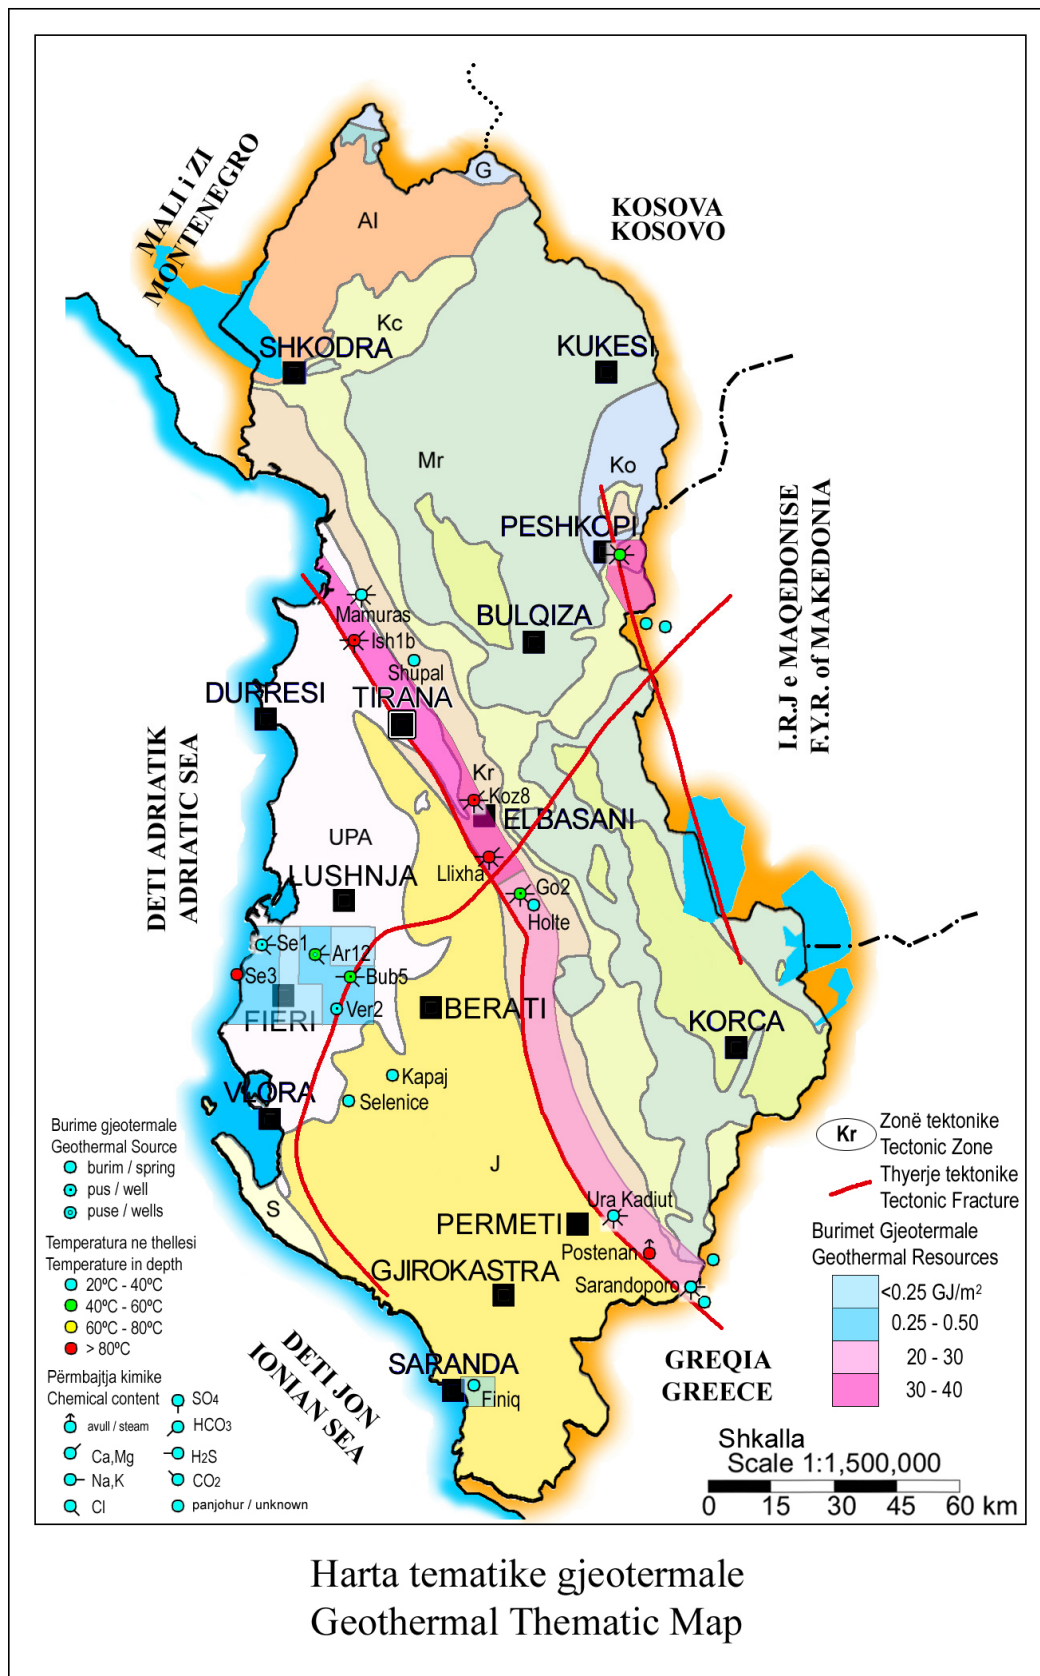 MALI i ZI
MONTENEGRO
G
KOSOVA
KOSOVO
Al
Kc
SHKODRA
KUKESI
Mr
Ko
PESHKOPI
I.R.J e MAQEDONISE
F.Y.R. of MAKEDONIA
Mamuras
BULQIZA
Ish1b
Shupal
DURRESI
TIRANA
DETI ADRIATIK
ADRIATIC SEA
Kr
Koz8
ELBASANI
UPA
Llixha
LUSHNJA
Go2
Holte
Se1
Ar12
Se3
Bub5
FIERI
Ver2
BERATI
KORCA
Kapaj
VLORA
Selenice
J
S
Ura Kadiut
PERMETI
Postenan
GJIROKASTRA
Sarandoporo
DETI JON
IONIAN SEA
SARANDA
Finiq
GREQIA
GREECE
Burime gjeotermale
Geothermal Source
burim / spring
pus / well
puse / wells
Temperatura ne thellesi
Temperature in depth
20ºC - 40ºC
40ºC - 60ºC
60ºC - 80ºC
> 80ºC
Përmbajtja kimike
Chemical content
avull / steam
Ca,Mg
Na,K
Cl
SO4
HCO3
H2S
CO2
panjohur / unknown
Kr
Zonë tektonike
Tectonic Zone
Thyerje tektonike
Tectonic Fracture
Burimet Gjeotermale
Geothermal Resources
<0.25 GJ/m²
0.25 - 0.50
20 - 30
30 - 40
Shkalla
Scale 1:1,500,000
0 15 30 45 60 km
Harta tematike gjeotermale
Geothermal Thematic Map